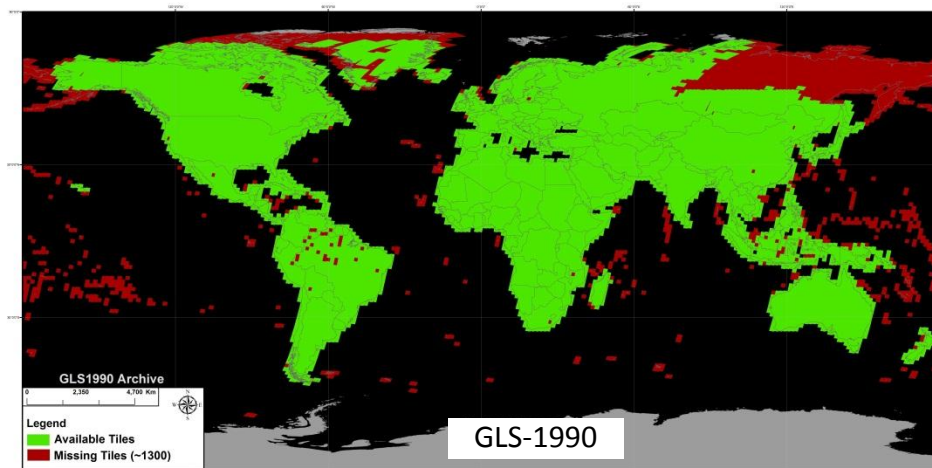 GLS1990 Archive
0 2,350 4,700 Km
N
W E
S
Legend
Available Tiles
Missing Tiles (~1300)
GLS-1990